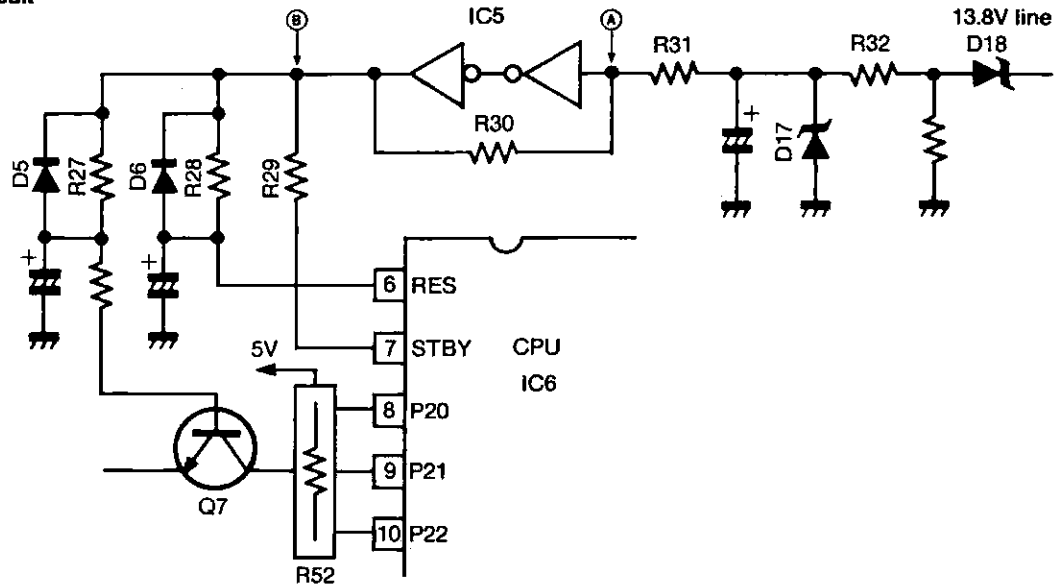 B
IC5
A
13.8V line
R31
R32
D18
R30
D5
R27
D6
R28
R29
+
D17
+
+
6 RES
7 STBY
CPU
IC6
5V
8 P20
9 P21
10 P22
Q7
R52